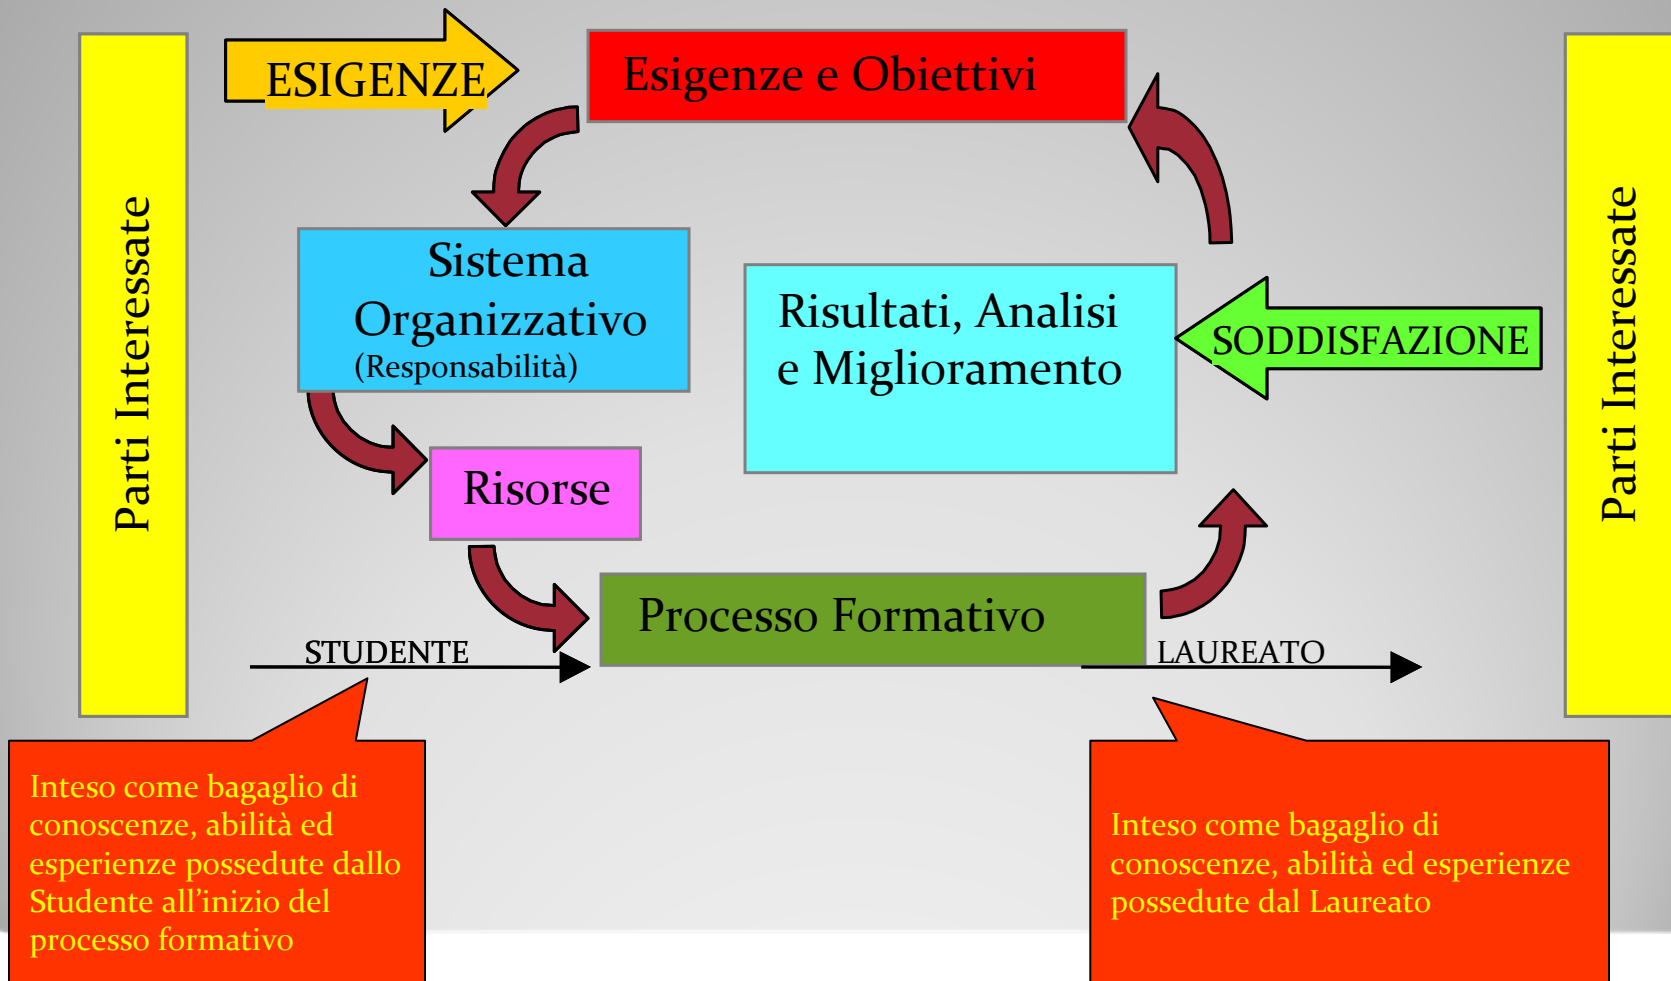 Parti Interessate
ESIGENZE
Esigenze e Obiettivi
Sistema
Organizzativo
(Responsabilità)
Risultati, Analisi
e Miglioramento
SODDISFAZIONE
Parti Interessate
Risorse
Processo Formativo
STUDENTE
LAUREATO
Inteso come bagaglio di
conoscenze, abilità ed
esperienze possedute dallo
Studente all’inizio del
processo formativo
Inteso come bagaglio di
conoscenze, abilità ed esperienze
possedute dal Laureato